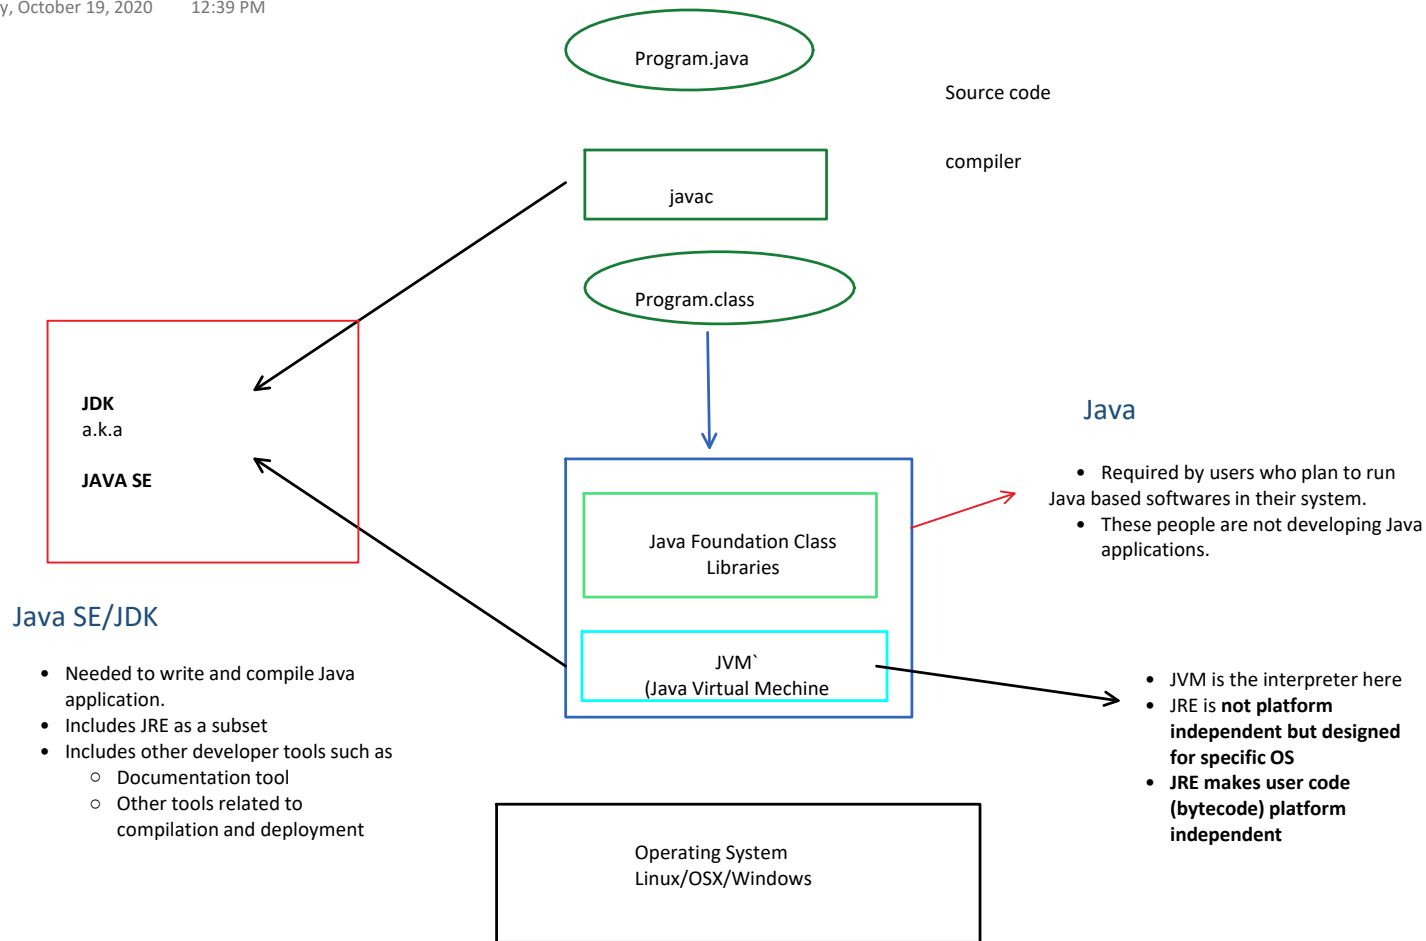 y, October 19, 2020 12:39 PM
Program.java
Source code
compiler
javac
Program.class
JDK
a.k.a
JAVA SE
Java
• Required by users who plan to run
Java based softwares in their system.
• These people are not developing Java
applications.
Java Foundation Class
Libraries
Java SE/JDK
• Needed to write and compile Java
application.
• Includes JRE as a subset
• Includes other developer tools such as
○ Documentation tool
○ Other tools related to
compilation and deployment
JVM`
(Java Virtual Mechine
• JVM is the interpreter here
• JRE is not platform
independent but designed
for specific OS
• JRE makes user code
(bytecode) platform
independent
Operating System
Linux/OSX/Windows